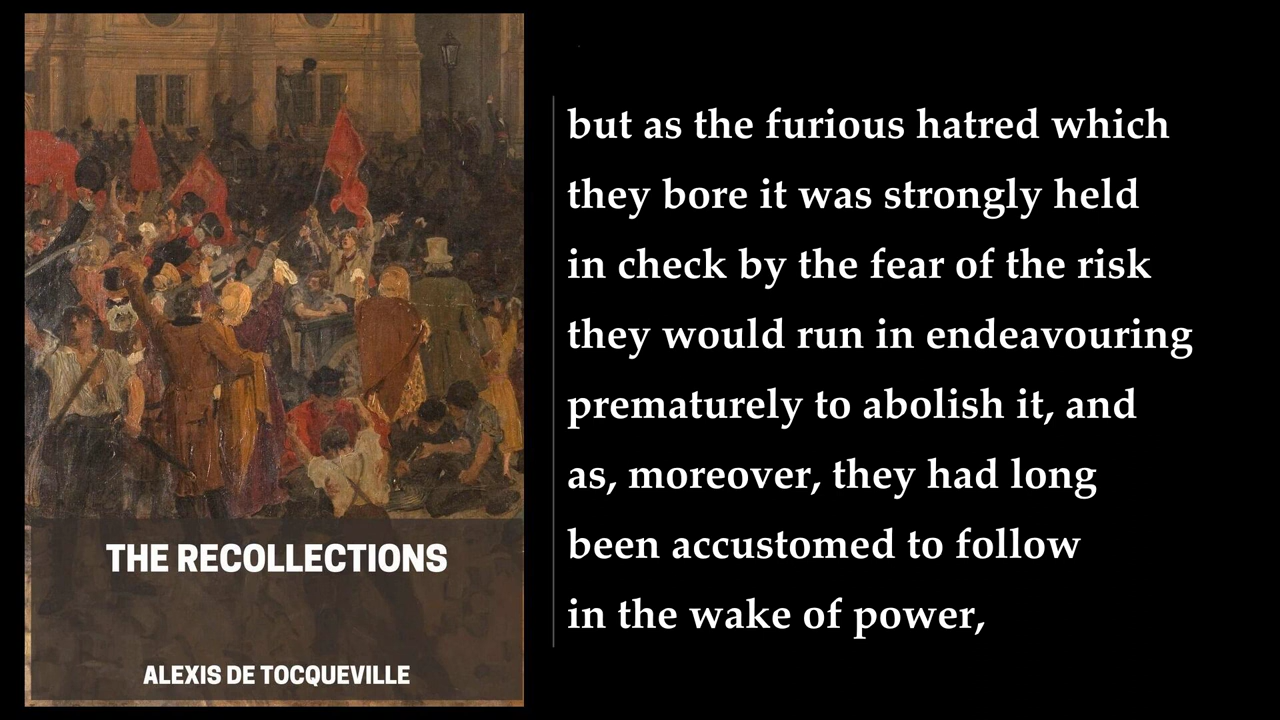 THE RECOLLECTIONS
ALEXIS DE TOCQUEVILLE
but as the furious hatred which
they bore it was strongly held
in check by the fear of the risk
they would run in endeavouring
prematurely to abolish it, and
as, moreover, they had long
been accustomed to follow
in the wake of power,